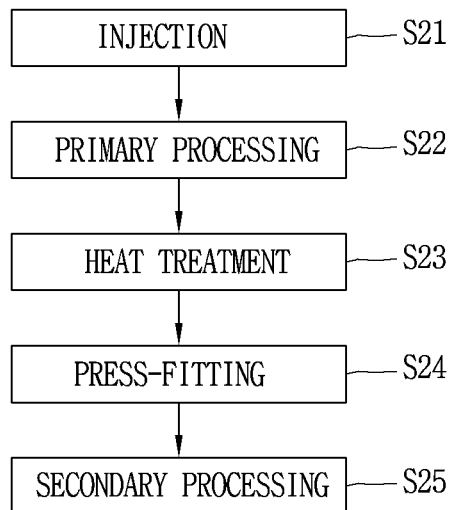 INJECTION S21
PRIMARY PROCESSING S22
HEAT TREATMENT S23
PRESS-FITTING S24
SECONDARY PROCESSING S25